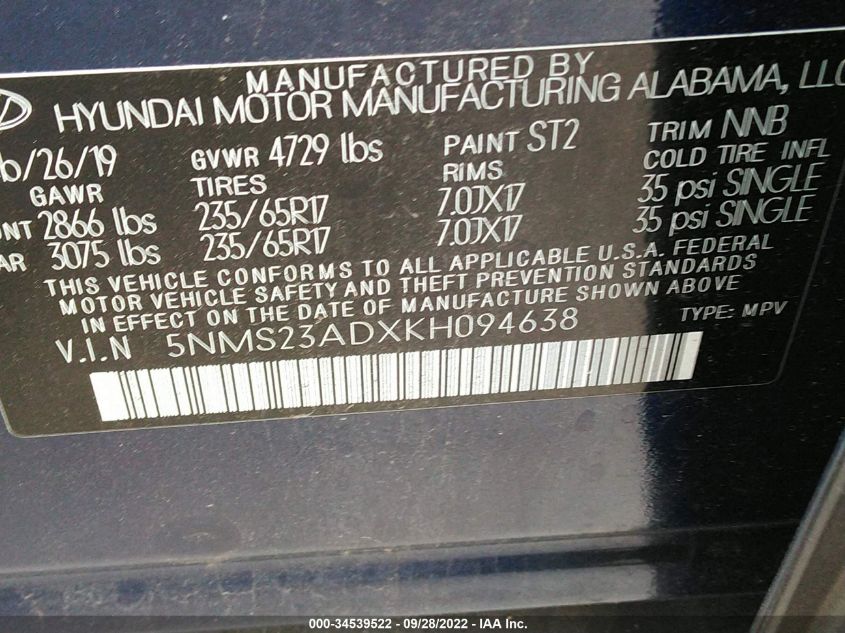 MANUFACTURED BY
HYUNDAI MOTOR MANUFACTURING ALABAMA, LLC
/26/19 GVWR 4729 lbs PAINT ST2 TRIM NNB
GAWR TIRES RIMS COLD TIRE INFL
NT 2866 lbs 235/65R17 7.0JX17 35 psi SINGLE
AR 3075 lbs 235/65R17 7.0JX17 35 psi SINGLE
THIS VEHICLE CONFORMS TO ALL APPLICABLE U.S.A. FEDERAL
MOTOR VEHICLE SAFETY AND THEFT PREVENTION STANDARDS
IN EFFECT ON THE DATE OF MANUFACTURE SHOWN ABOVE
V.I.N 5NMS23ADXKH094638 TYPE: MPV
000-34539522 - 09/28/2022 - IAA Inc.